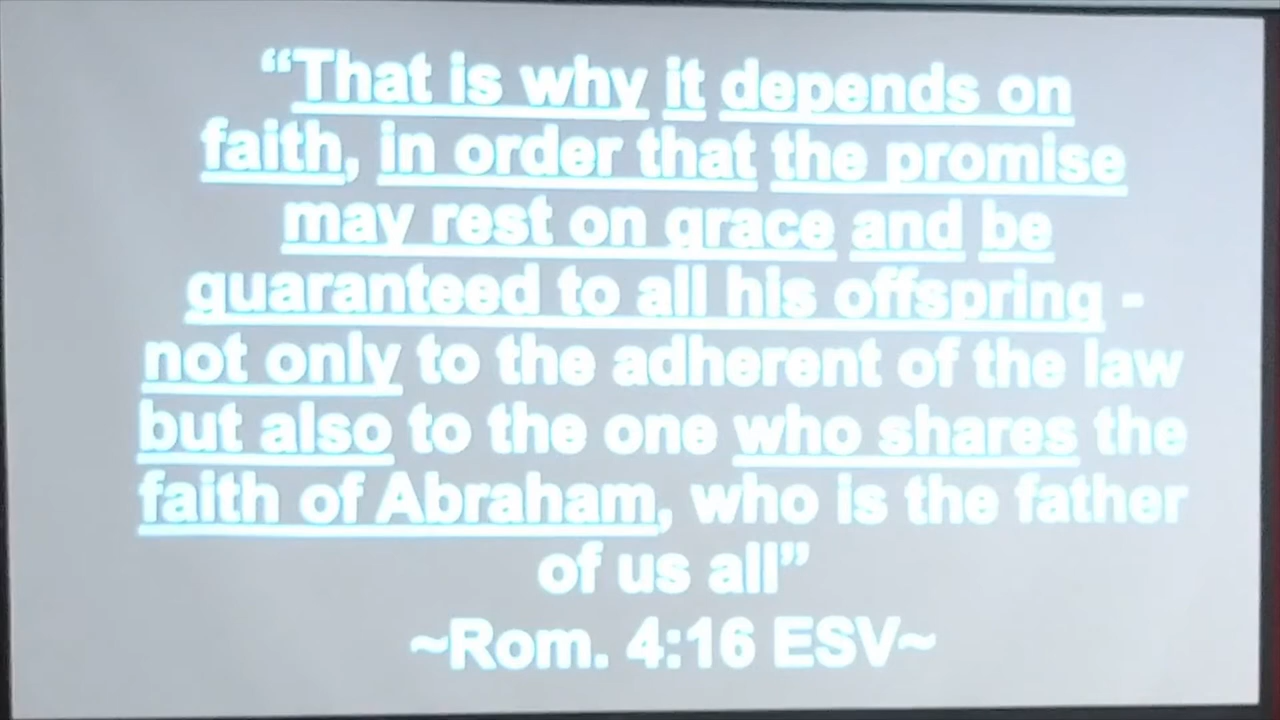 “That is why it depends on
faith, in order that the promise
may rest on grace and be
guaranteed to all his offspring -
not only to the adherent of the law
but also to the one who shares the
faith of Abraham, who is the father
of us all”
~Rom. 4:16 ESV~